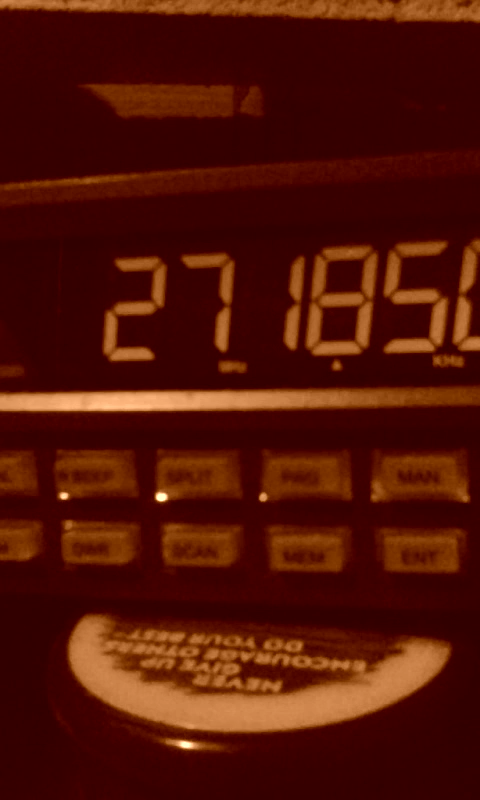 27 1850
MHz KHz
R.BEEP SPLIT PRG MAN
DWR SCAN MEM ENT
NEVER
GIVE UP
ENCOURAGE OTHERS
DO YOUR BEST